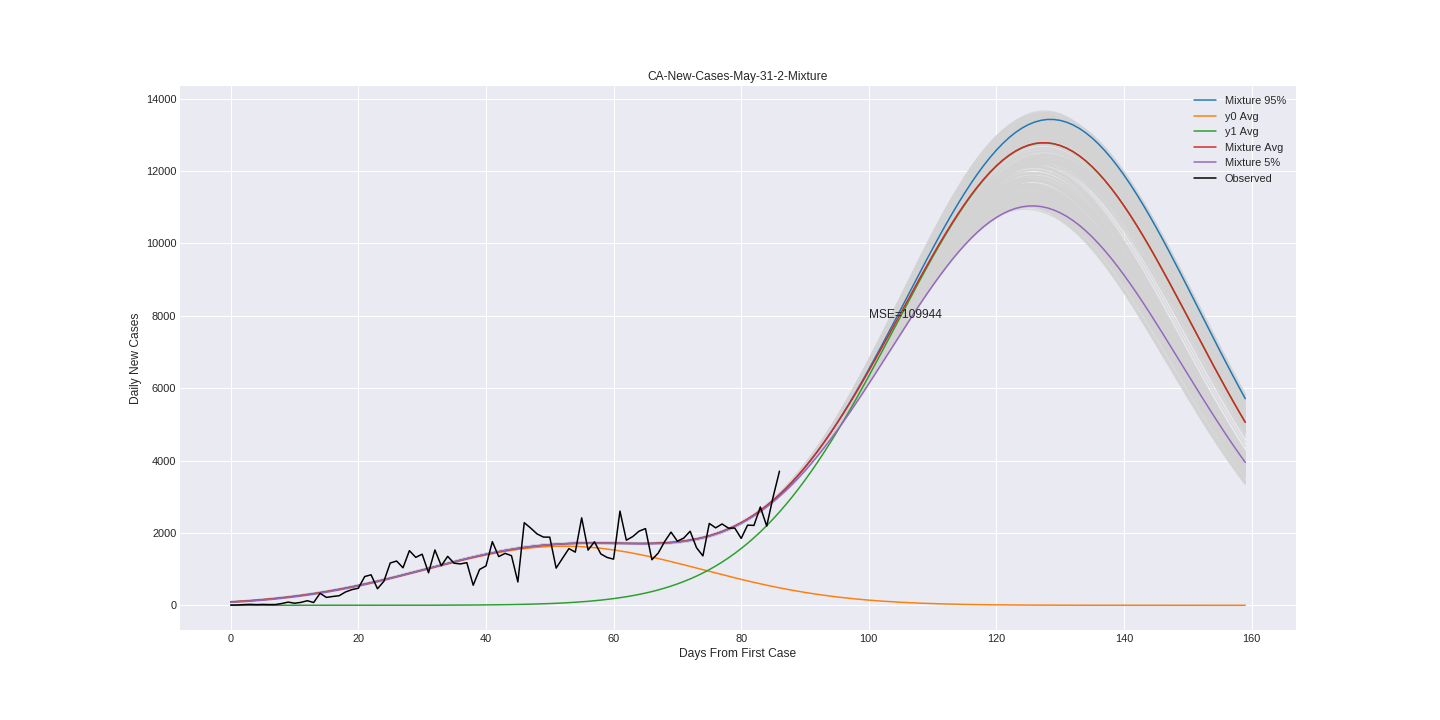 CA-New-Cases-May-31-2-Mixture
14000
12000
10000
8000
6000
4000
2000
0
Daily New Cases
Mixture 95%
y0 Avg
y1 Avg
Mixture Avg
Mixture 5%
Observed
MSE=109944
0 20 40 60 80 100 120 140 160
Days From First Case